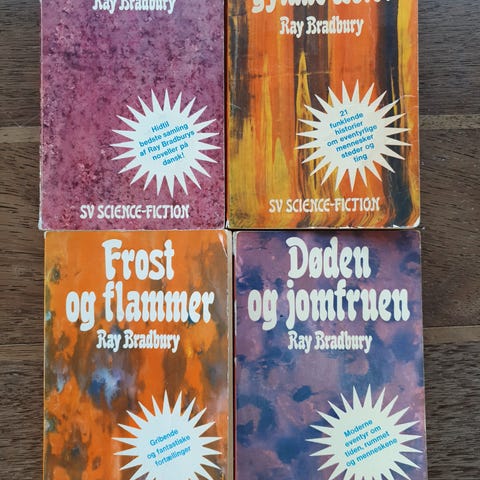 Ray Bradbury
Hidtil
bedste samling
af Ray Bradburys
noveller på
dansk!
SV SCIENCE-FICTION
Ray Bradbury
21
funklende
historier
om eventyrlige
mennesker
steder og
ting
SV SCIENCE-FICTION
Frost
og flammer
Ray Bradbury
Gribende
og fantastiske
fortællinger
Døden
og jomfruen
Ray Bradbury
Moderne
eventyr om
tiden, rummet
og menneskene